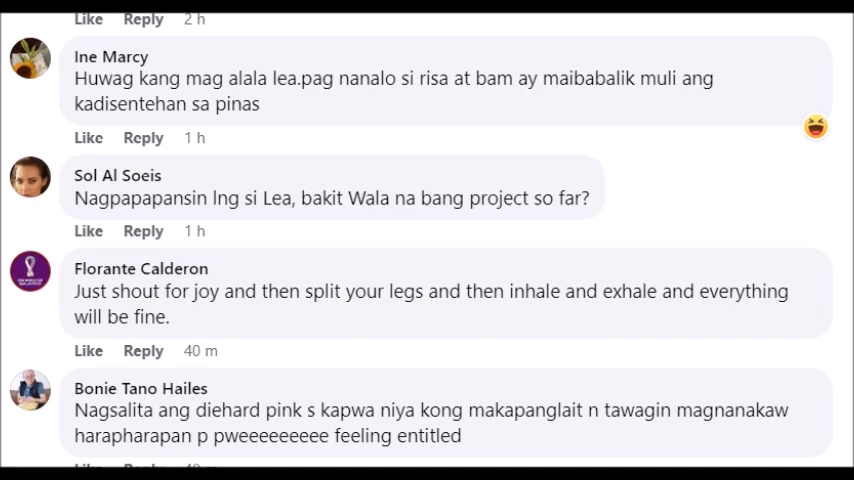 Like Reply 2 h
Ine Marcy
Huwag kang mag alala lea.pag nanalo si risa at bam ay maibabalik muli ang
kadisentehan sa pinas
Like Reply 1 h
Sol Al Soeis
Nagpapapansin lng si Lea, bakit Wala na bang project so far?
Like Reply 1 h
Florante Calderon
Just shout for joy and then split your legs and then inhale and exhale and everything
will be fine.
Like Reply 40 m
Bonie Tano Hailes
Nagsalita ang diehard pink s kapwa niya kong makapanglait n tawagin magnanakaw
harapharapan p pweeeeeeeee feeling entitled
Like Reply